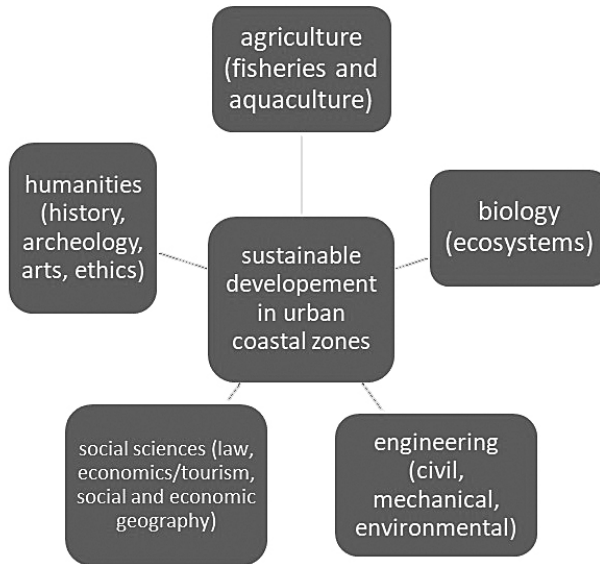 agriculture
(fisheries and
aquaculture)
humanities
(history,
archeology,
arts, ethics)
biology
(ecosystems)
sustainable
developement
in urban
coastal zones
social sciences (law,
economics/tourism,
social and economic
geography)
engineering
(civil,
mechanical,
environmental)